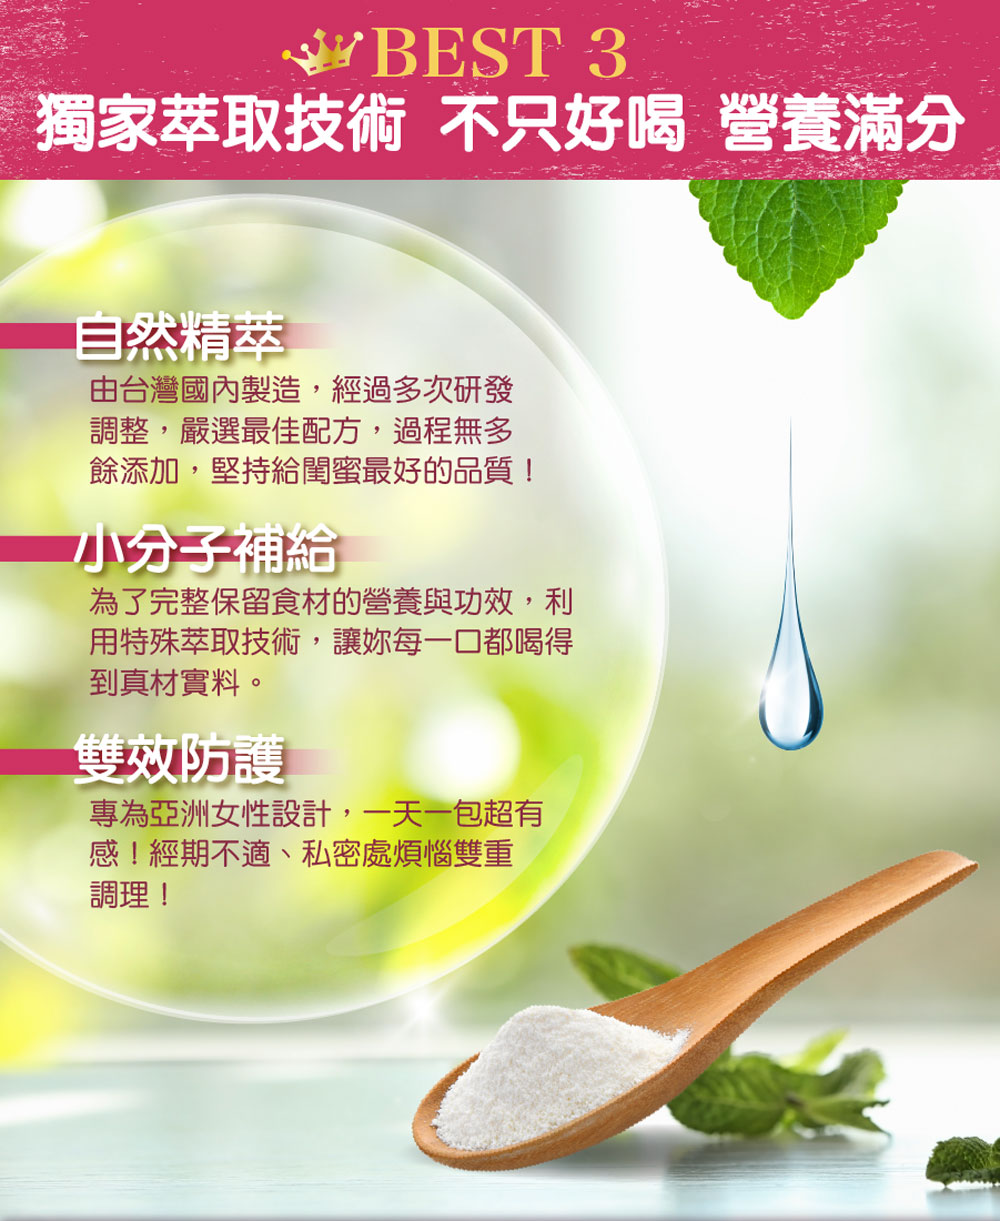 BEST 3
獨家萃取技術 不只好喝 營養滿分
自然精萃
由台灣國內製造，經過多次研發
調整，嚴選最佳配方，過程無多
餘添加，堅持給閨蜜最好的品質！
小分子補給
為了完整保留食材的營養與功效，利
用特殊萃取技術，讓妳每一口都喝得
到真材實料。
雙效防護
專為亞洲女性設計，一天一包超有
感！經期不適、私密處煩惱雙重
調理！